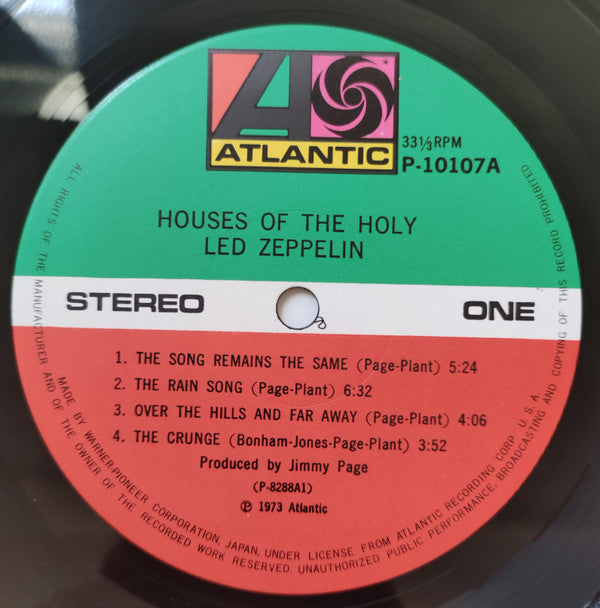 ATLANTIC
33⅓RPM
P-10107A
HOUSES OF THE HOLY
LED ZEPPELIN
STEREO
ONE
1. THE SONG REMAINS THE SAME (Page-Plant) 5:24
2. THE RAIN SONG (Page-Plant) 6:32
3. OVER THE HILLS AND FAR AWAY (Page-Plant) 4:06
4. THE CRUNGE (Bonham-Jones-Page-Plant) 3:52
Produced by Jimmy Page
(P-8288A1)
℗ 1973 Atlantic
MADE BY WARNER-PIONEER CORPORATION, JAPAN, UNDER LICENSE FROM ATLANTIC RECORDING CORP. U.S.A.
ALL RIGHTS OF THE MANUFACTURER AND OF THE OWNER OF THE RECORDED WORK RESERVED. UNAUTHORIZED PUBLIC PERFORMANCE, BROADCASTING AND COPYING OF THIS RECORD PROHIBITED.